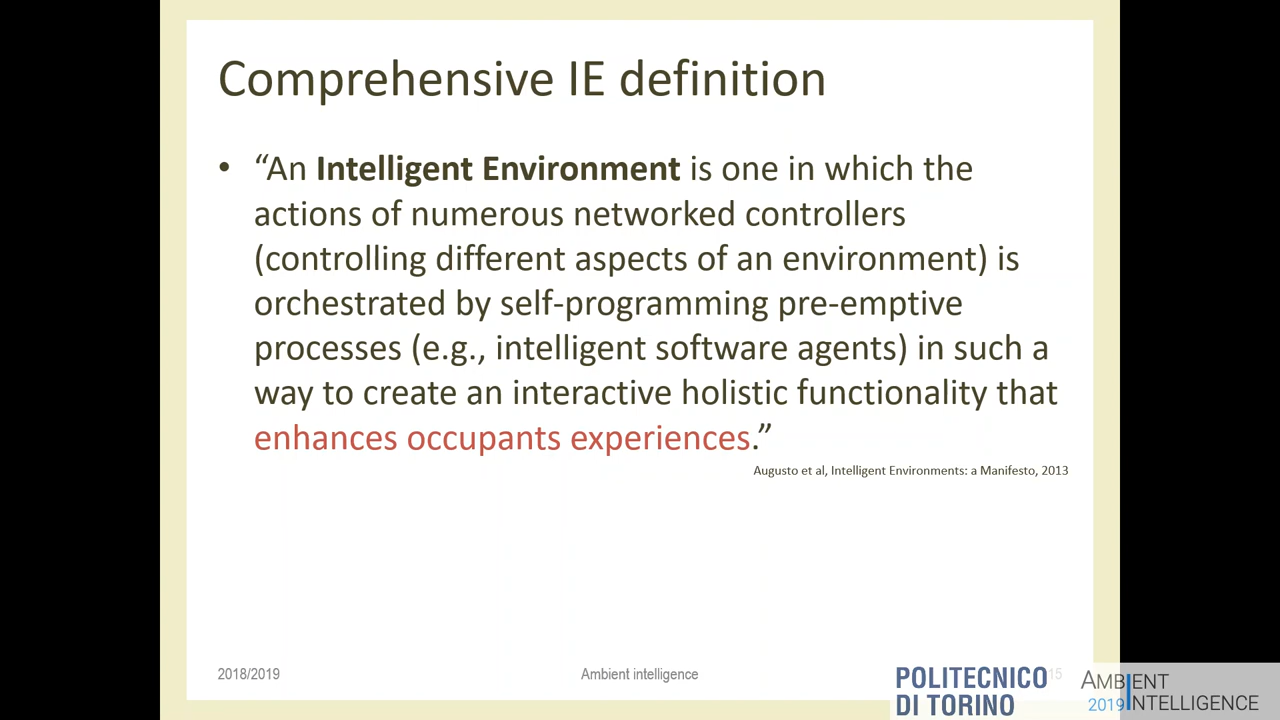 Comprehensive IE definition
• “An Intelligent Environment is one in which the
actions of numerous networked controllers
(controlling different aspects of an environment) is
orchestrated by self-programming pre-emptive
processes (e.g., intelligent software agents) in such a
way to create an interactive holistic functionality that
enhances occupants experiences.”
Augusto et al, Intelligent Environments: a Manifesto, 2013
2018/2019
Ambient intelligence
15
POLITECNICO
DI TORINO
AMBIENT
2019 INTELLIGENCE